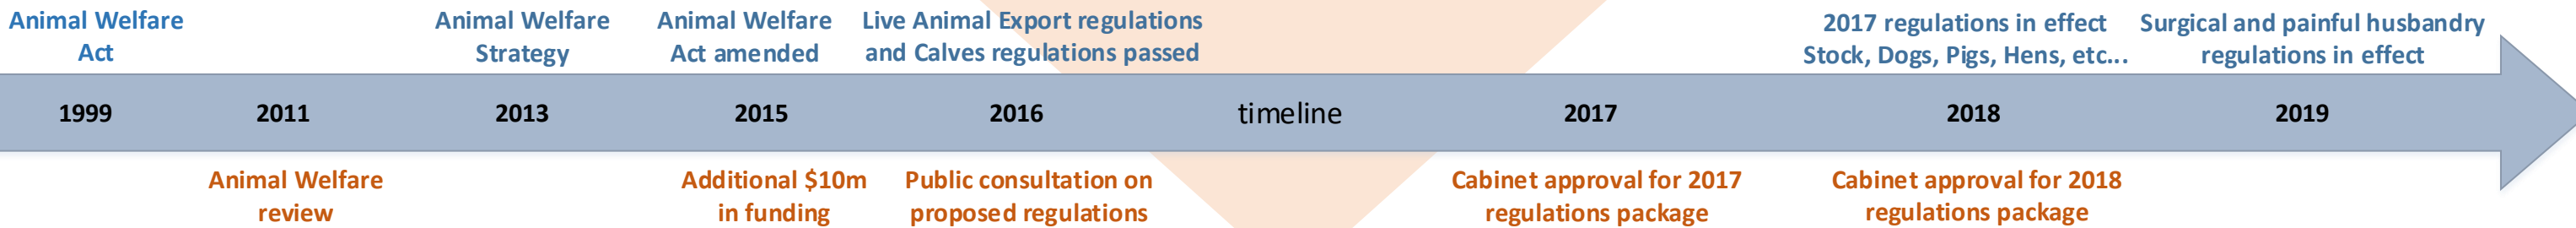 Animal Welfare
Act
Animal Welfare
Strategy
Animal Welfare
Act amended
Live Animal Export regulations
and Calves regulations passed
2017 regulations in effect
Stock, Dogs, Pigs, Hens, etc...
Surgical and painful husbandry
regulations in effect
1999 2011 2013 2015 2016 timeline 2017 2018 2019
Animal Welfare
review
Additional $10m
in funding
Public consultation on
proposed regulations
Cabinet approval for 2017
regulations package
Cabinet approval for 2018
regulations package